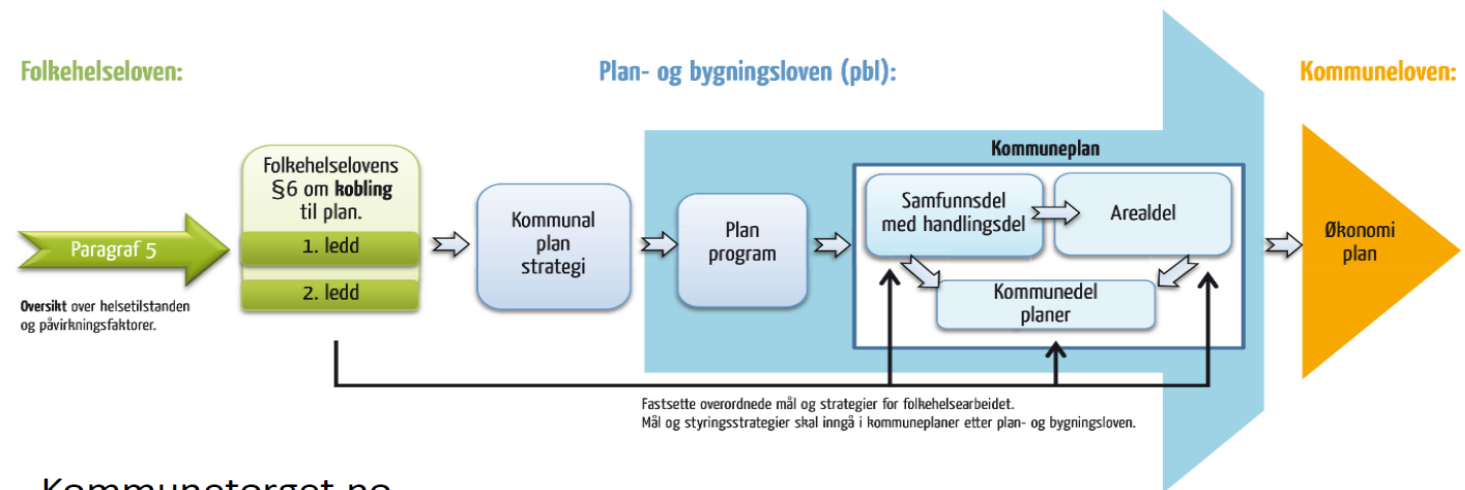 Folkehelseloven:
Plan- og bygningsloven (pbl):
Kommuneloven:
Paragraf 5
Oversikt over helsetilstanden
og påvirkningsfaktorer.
Folkehelselovens
§6 om kobling
til plan.
1. ledd
2. ledd
Kommunal
plan
strategi
Plan
program
Kommuneplan
Samfunnsdel
med handlingsdel
Arealdel
Kommunedel
planer
Økonomi
plan
Fastsette overordnede mål og strategier for folkehelsearbeidet.
Mål og styringsstrategier skal inngå i kommuneplaner etter plan- og bygningsloven.
Kommunetorget.no